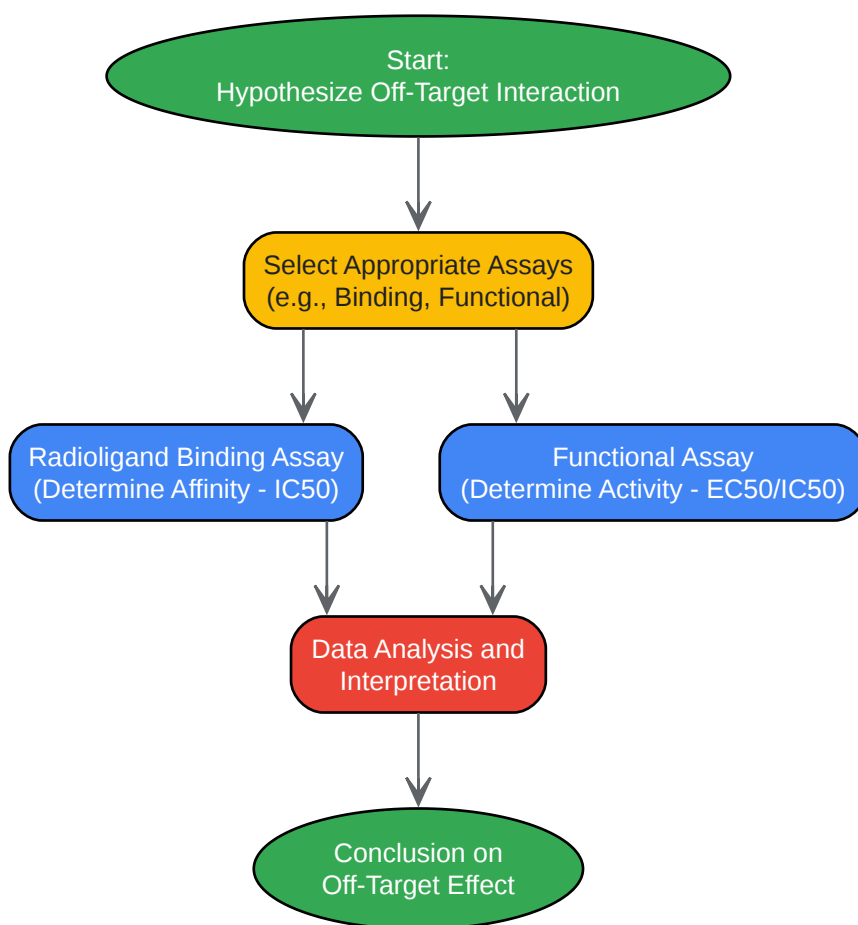 Start:
Hypothesize Off-Target Interaction
Select Appropriate Assays
(e.g., Binding, Functional)
Radioligand Binding Assay
(Determine Affinity - IC50)
Functional Assay
(Determine Activity - EC50/IC50)
Data Analysis and
Interpretation
Conclusion on
Off-Target Effect